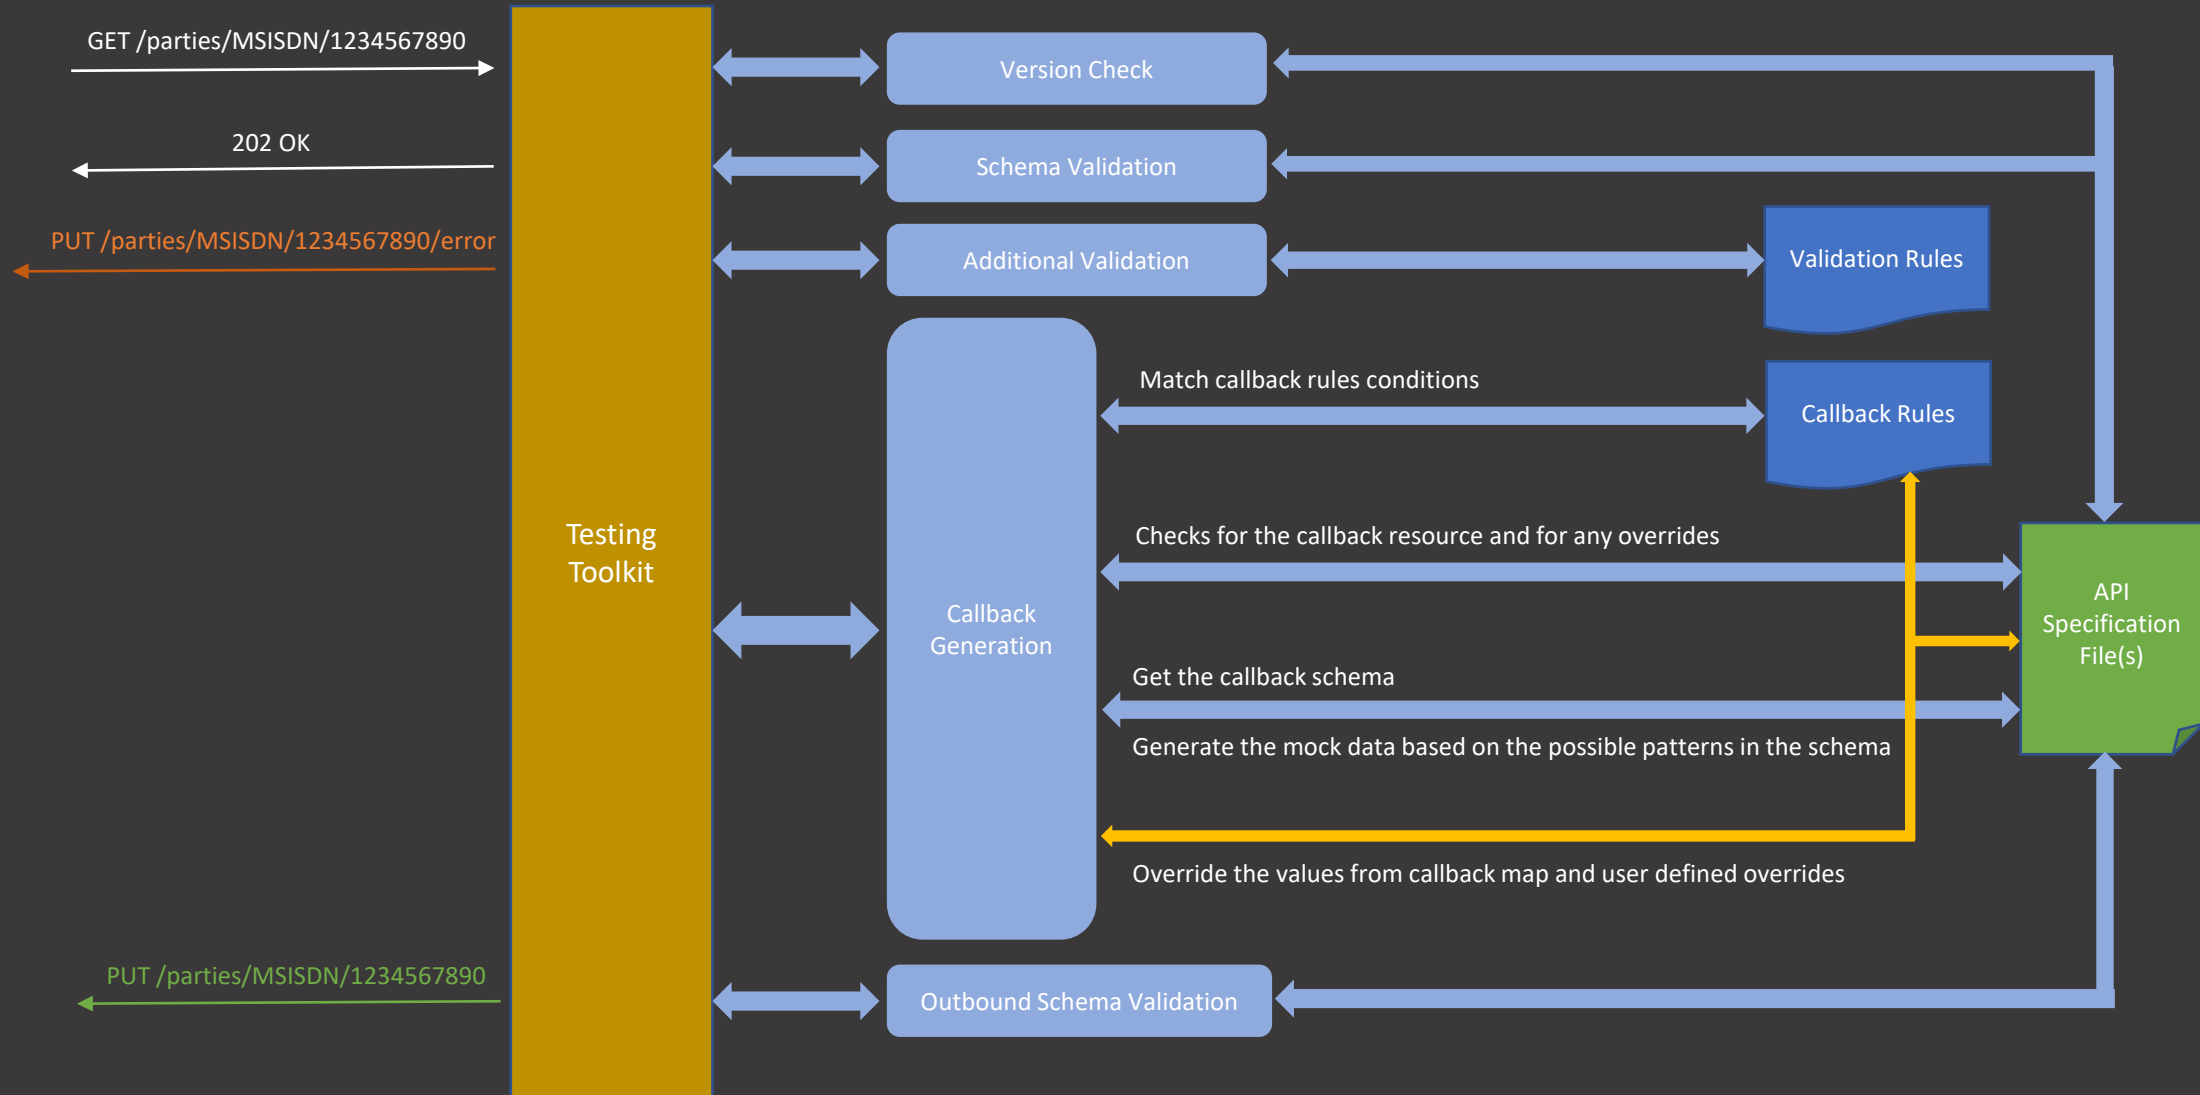 GET /parties/MSISDN/1234567890
Version Check
202 OK
Schema Validation
PUT /parties/MSISDN/1234567890/error
Additional Validation
Validation Rules
Match callback rules conditions
Callback Rules
Testing
Toolkit
Checks for the callback resource and for any overrides
Callback
Generation
API
Specification
File(s)
Get the callback schema
Generate the mock data based on the possible patterns in the schema
Override the values from callback map and user defined overrides
PUT /parties/MSISDN/1234567890
Outbound Schema Validation